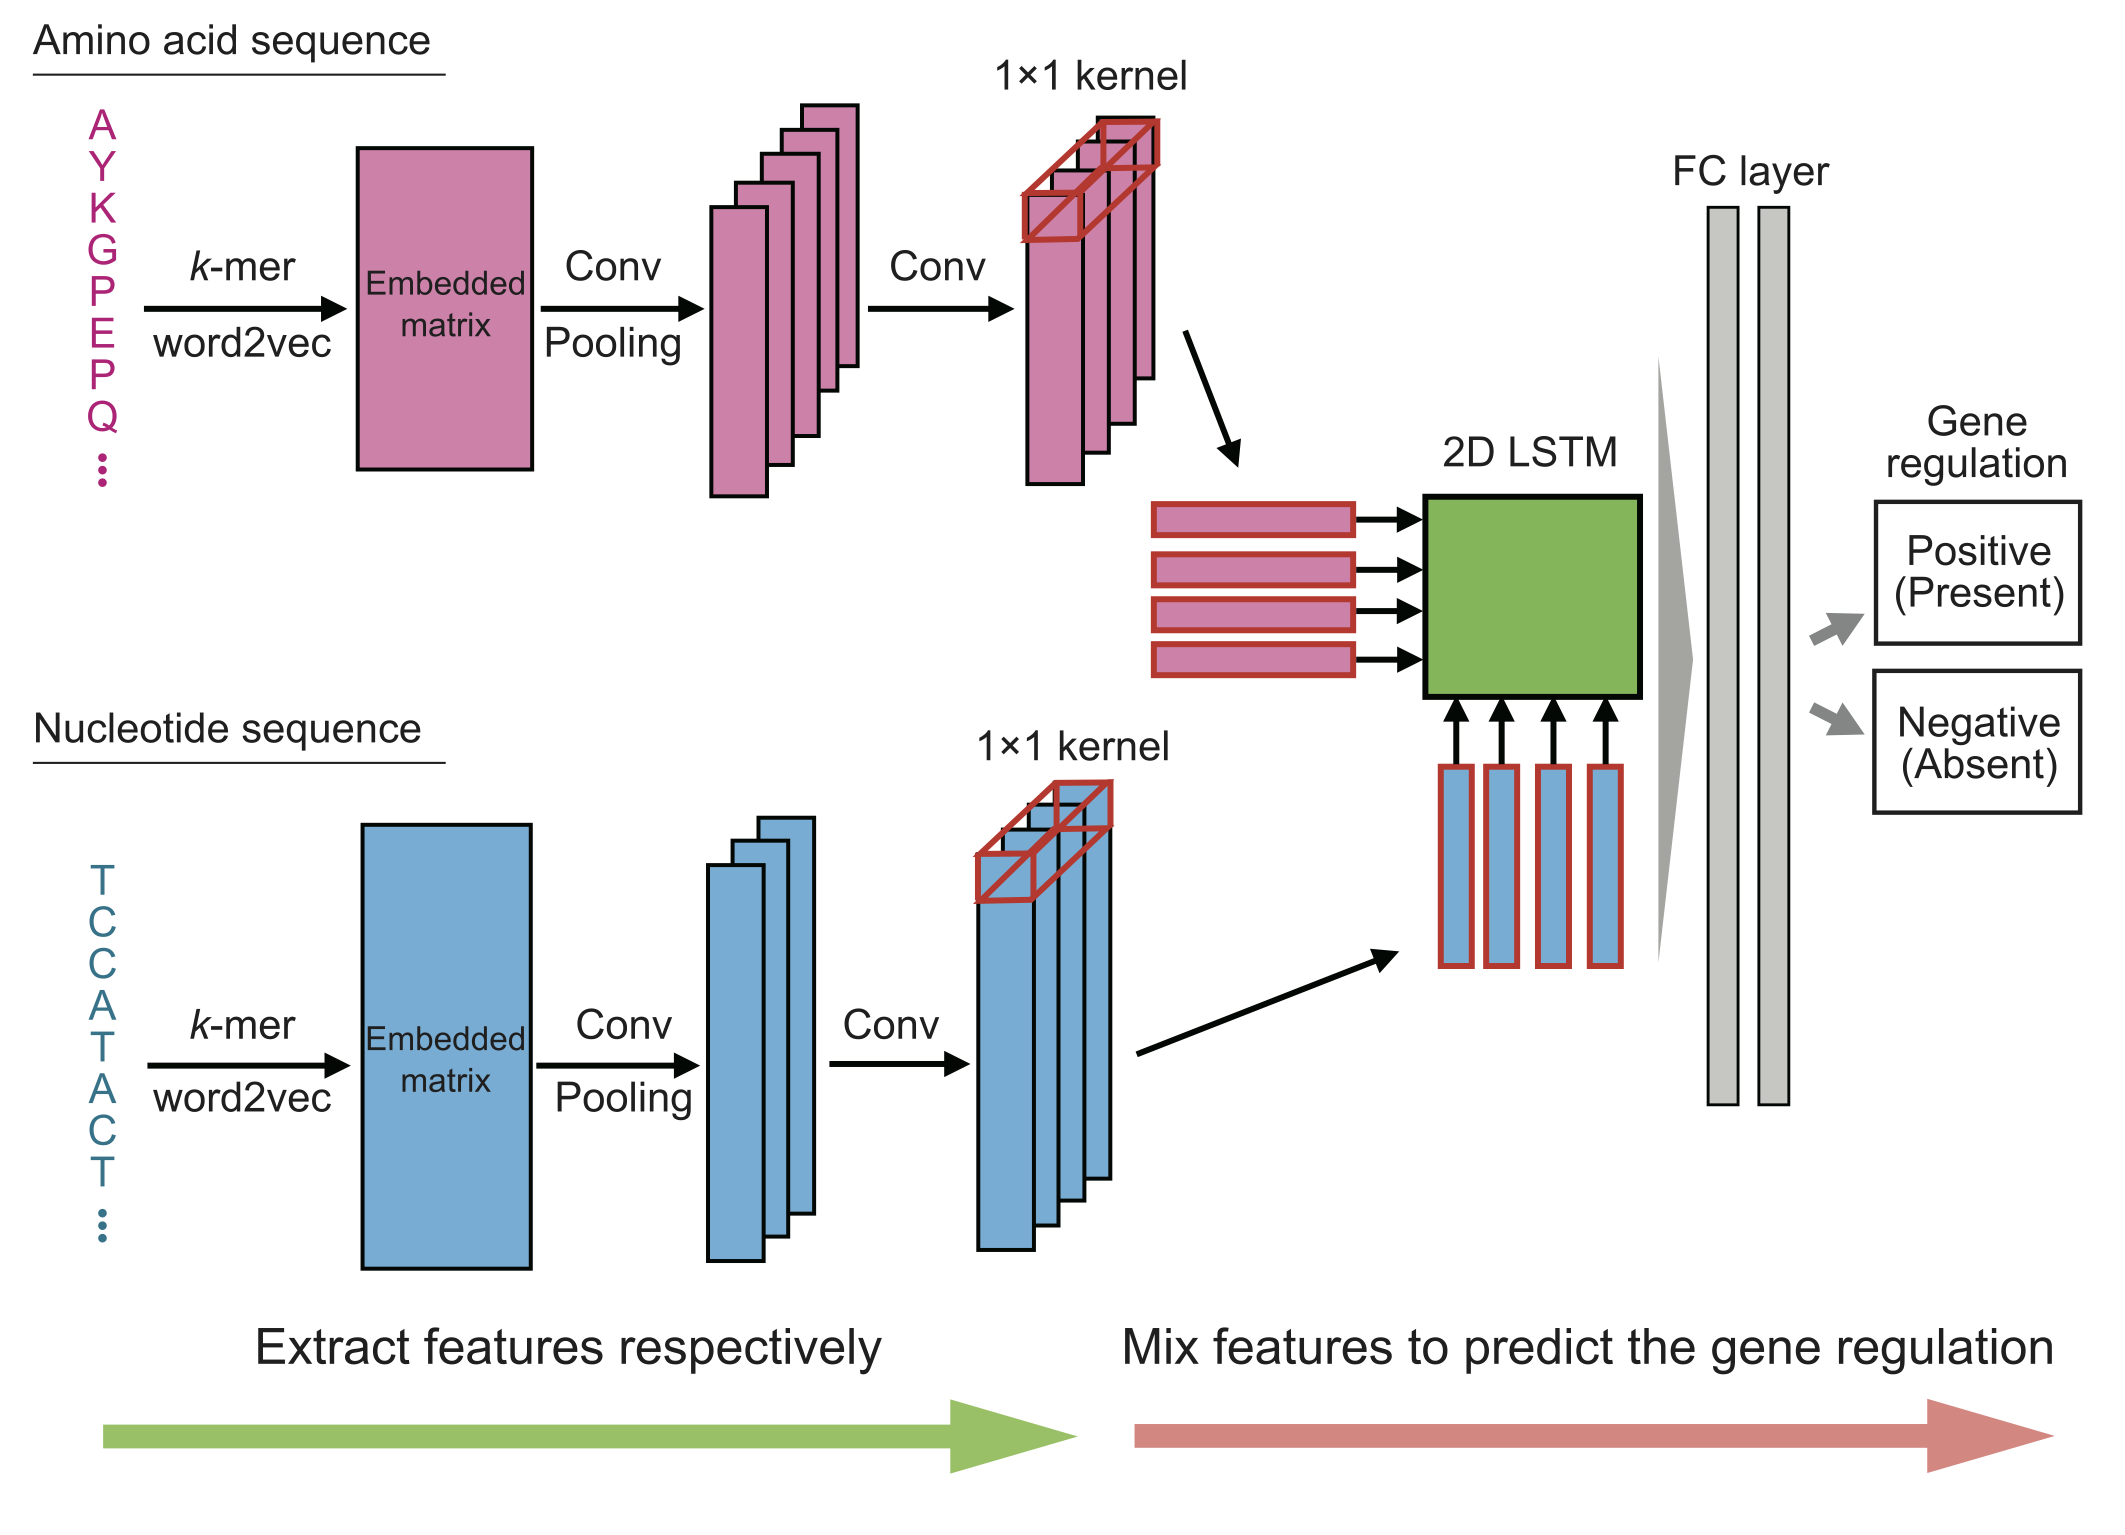 Amino acid sequence
A
Y
K
G
P
E
P
Q
k-mer
word2vec
Embedded
matrix
Conv
Pooling
Conv
1×1 kernel
2D LSTM
FC layer
Gene
regulation
Positive
(Present)
Negative
(Absent)
Nucleotide sequence
T
C
C
A
T
A
C
T
k-mer
word2vec
Embedded
matrix
Conv
Pooling
Conv
1×1 kernel
Extract features respectively
Mix features to predict the gene regulation